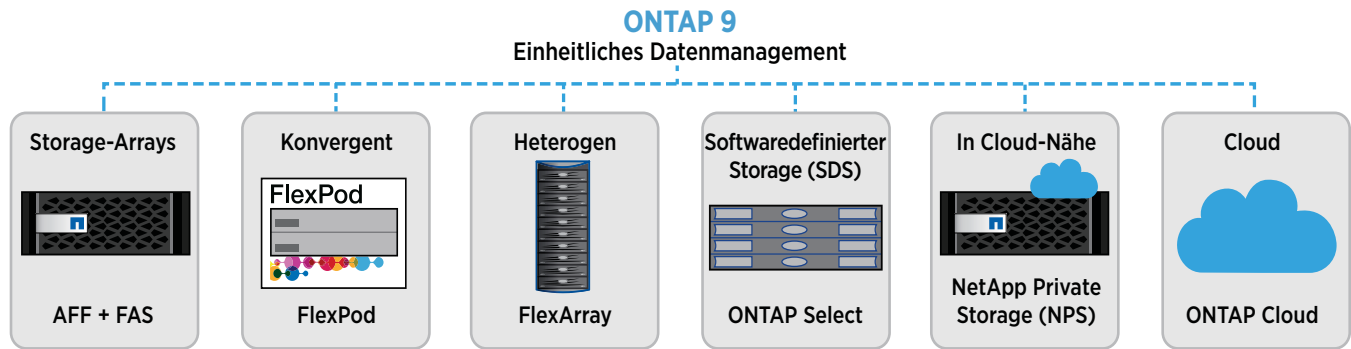 ONTAP 9
Einheitliches Datenmanagement
Storage-Arrays
AFF + FAS
Konvergent
FlexPod
FlexPod
Heterogen
FlexArray
Softwaredefinierter
Storage (SDS)
ONTAP Select
In Cloud-Nähe
NetApp Private
Storage (NPS)
Cloud
ONTAP Cloud